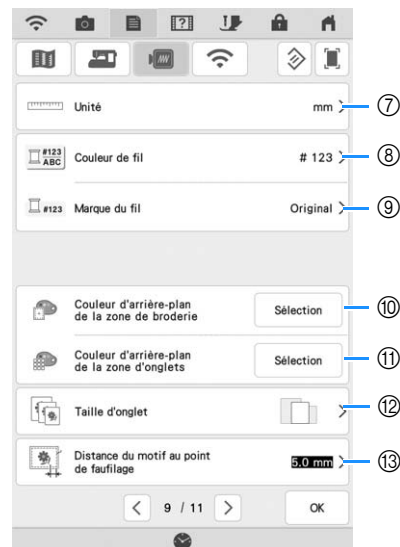 Unité
mm
⑦
#123
ABC
Couleur de fil
# 123
⑧
#123
Marque du fil
Original
⑨
Couleur d'arrière-plan
de la zone de broderie
Sélection
⑩
Couleur d'arrière-plan
de la zone d'onglets
Sélection
⑪
Taille d'onglet
⑫
Distance du motif au point
de faufilage
5.0 mm
⑬
9 / 11
OK